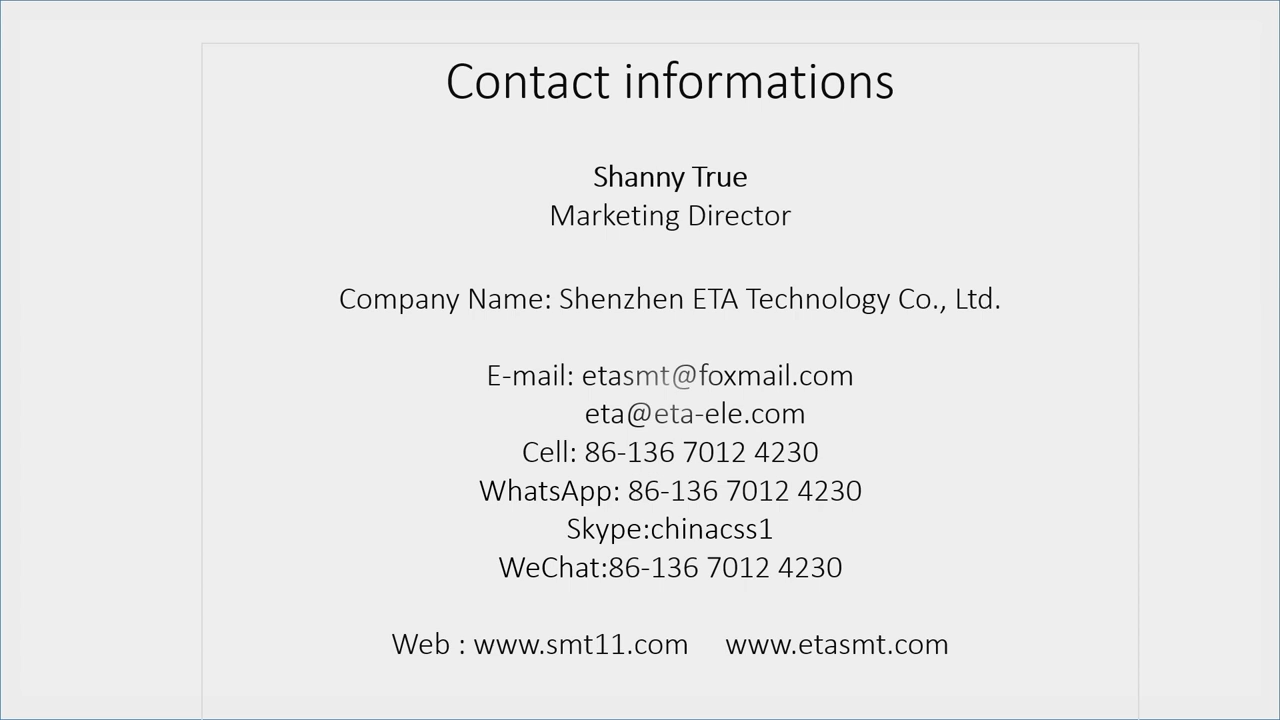 Contact informations
Shanny True
Marketing Director
Company Name: Shenzhen ETA Technology Co., Ltd.
E-mail: etasmt@foxmail.com
eta@eta-ele.com
Cell: 86-136 7012 4230
WhatsApp: 86-136 7012 4230
Skype:chinacss1
WeChat:86-136 7012 4230
Web : www.smt11.com www.etasmt.com